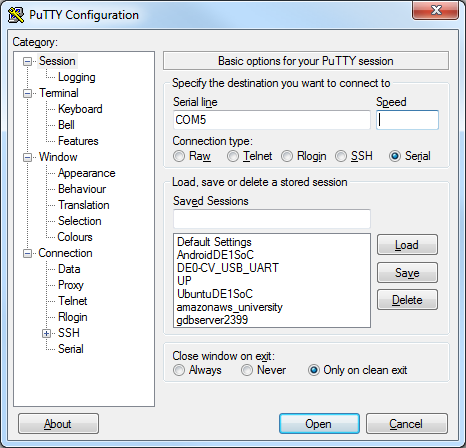 PuTTY Configuration
Category:
Session
Logging
Terminal
Keyboard
Bell
Features
Window
Appearance
Behaviour
Translation
Selection
Colours
Connection
Data
Proxy
Telnet
Rlogin
SSH
Serial
Basic options for your PuTTY session
Specify the destination you want to connect to
Serial line Speed
COM5
Connection type:
Raw Telnet Rlogin SSH Serial
Load, save or delete a stored session
Saved Sessions
Default Settings
AndroidDE1SoC
DE0-CV_USB_UART
UP
UbuntuDE1SoC
amazonaws_university
gdbserver2399
Load
Save
Delete
Close window on exit:
Always Never Only on clean exit
About Open Cancel